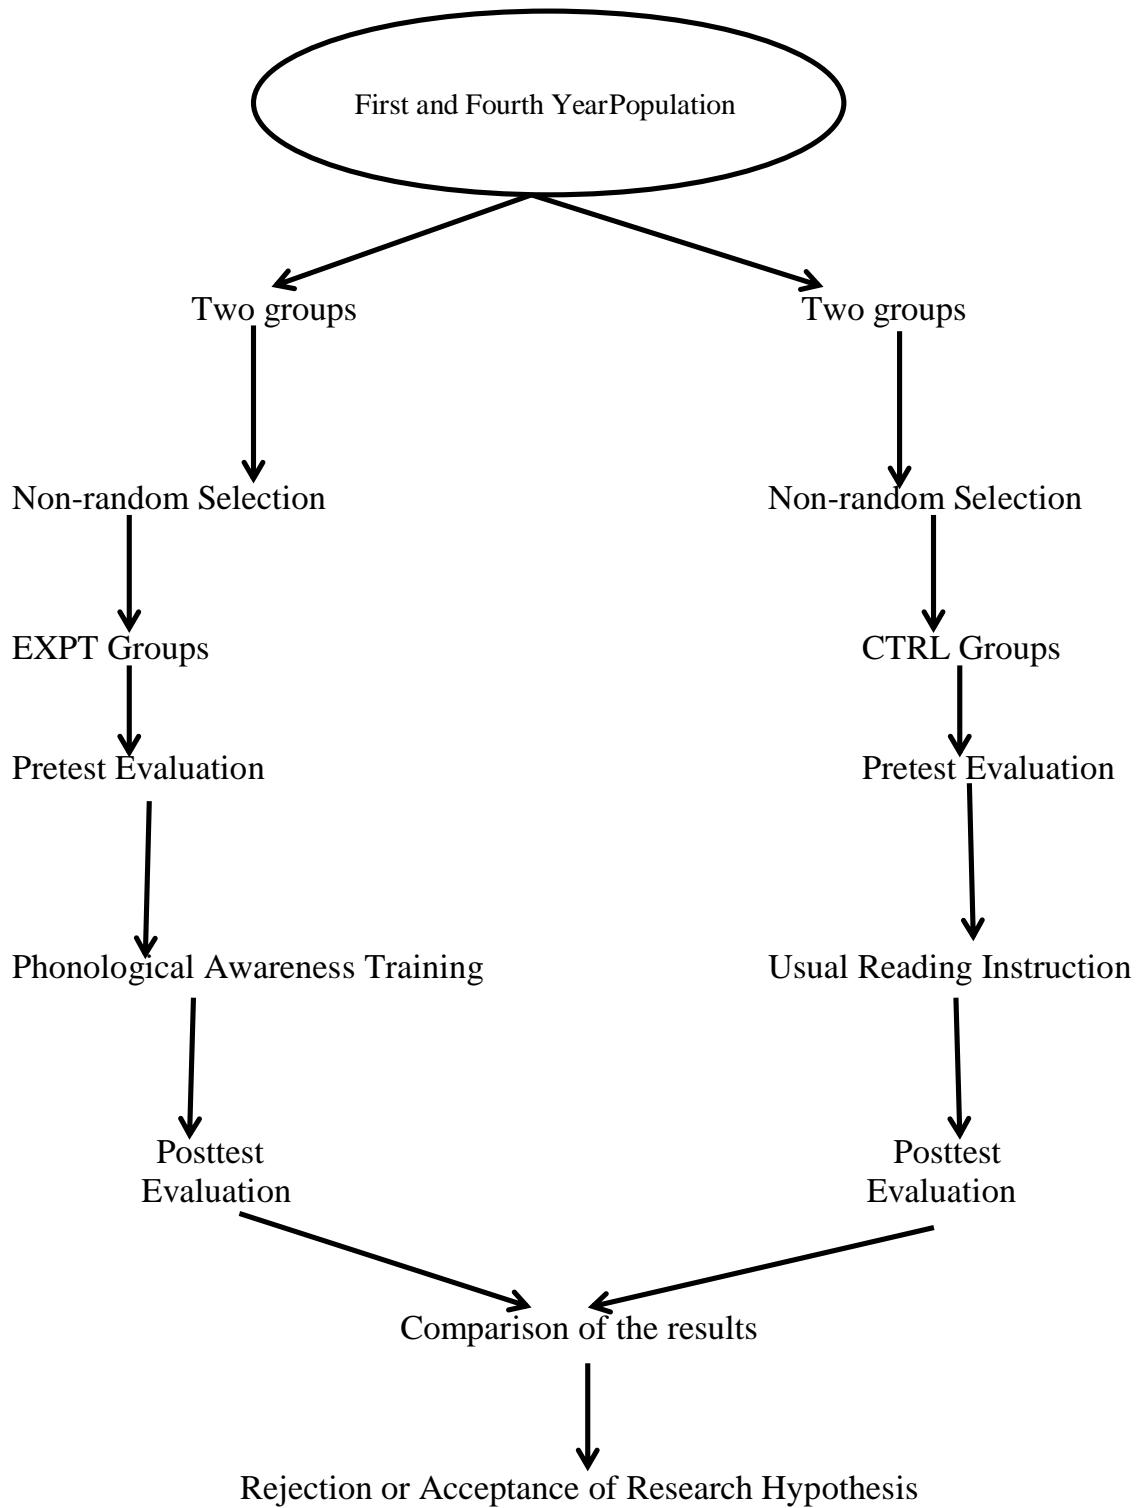 First and Fourth YearPopulation
Two groups
Two groups
Non-random Selection
Non-random Selection
EXPT Groups
CTRL Groups
Pretest Evaluation
Pretest Evaluation
Phonological Awareness Training
Usual Reading Instruction
Posttest
Evaluation
Posttest
Evaluation
Comparison of the results
Rejection or Acceptance of Research Hypothesis